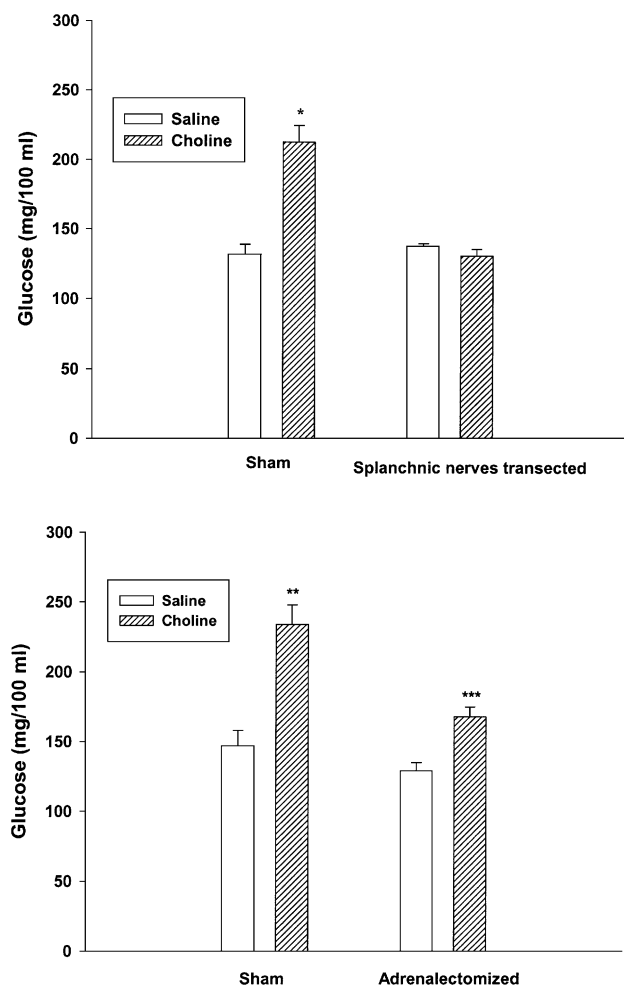 300
250
200
150
100
50
0
Glucose (mg/100 ml)
Saline
Choline
*
Sham
Splanchnic nerves transected
300
250
200
150
100
50
0
Glucose (mg/100 ml)
Saline
Choline
**
***
Sham
Adrenalectomized